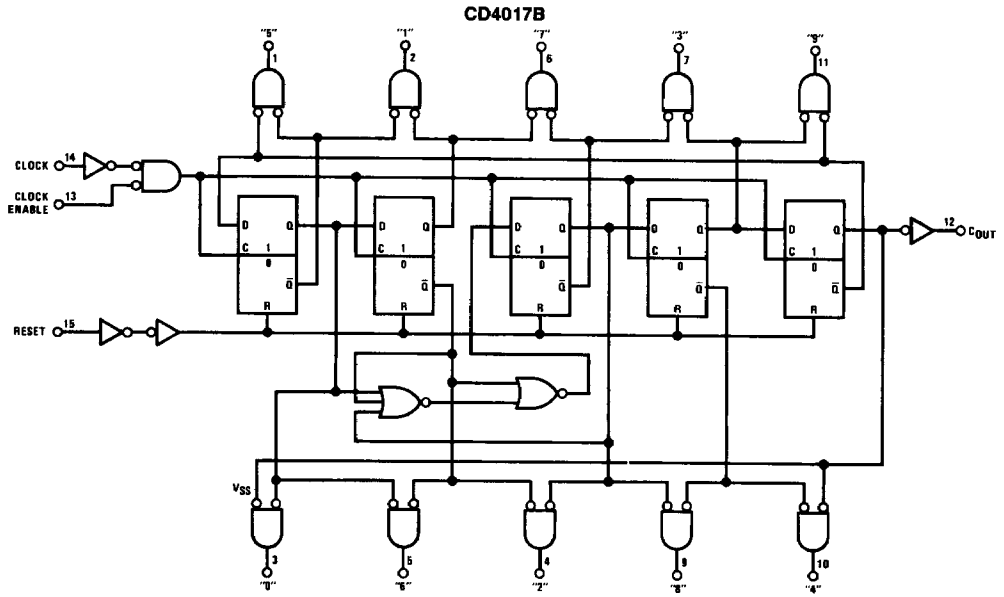 CD4017B
"5" "1" "7" "3" "9"
1 2 6 7 11
CLOCK 14
CLOCK ENABLE 13
D Q D Q D Q Q Q D Q 12 COUT
C 1 C 1 C 1 C 1 C 1
0 0 0 0 0
Q̅ Q̅ Q̅ Q̅ Q̅
R R R R R
RESET 15
VSS
3 5 4 9 10
"0" "6" "2" "8" "4"